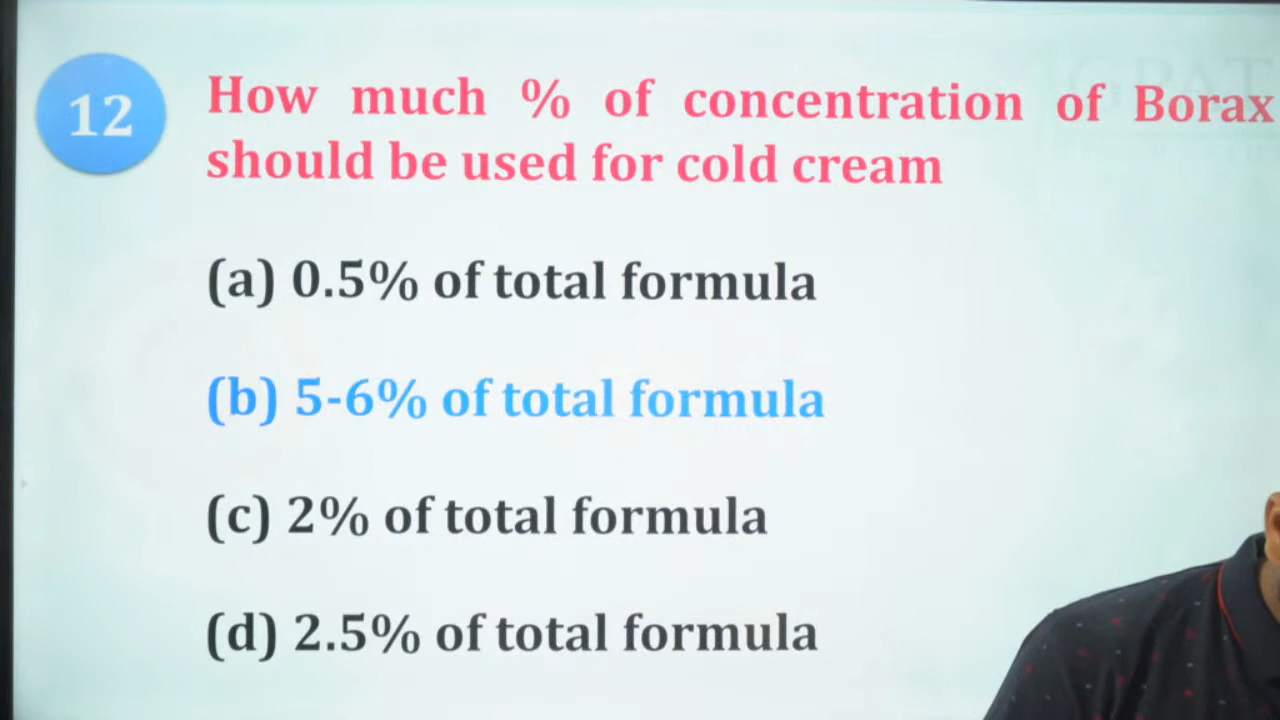 12
How much % of concentration of Borax
should be used for cold cream
(a) 0.5% of total formula
(b) 5-6% of total formula
(c) 2% of total formula
(d) 2.5% of total formula